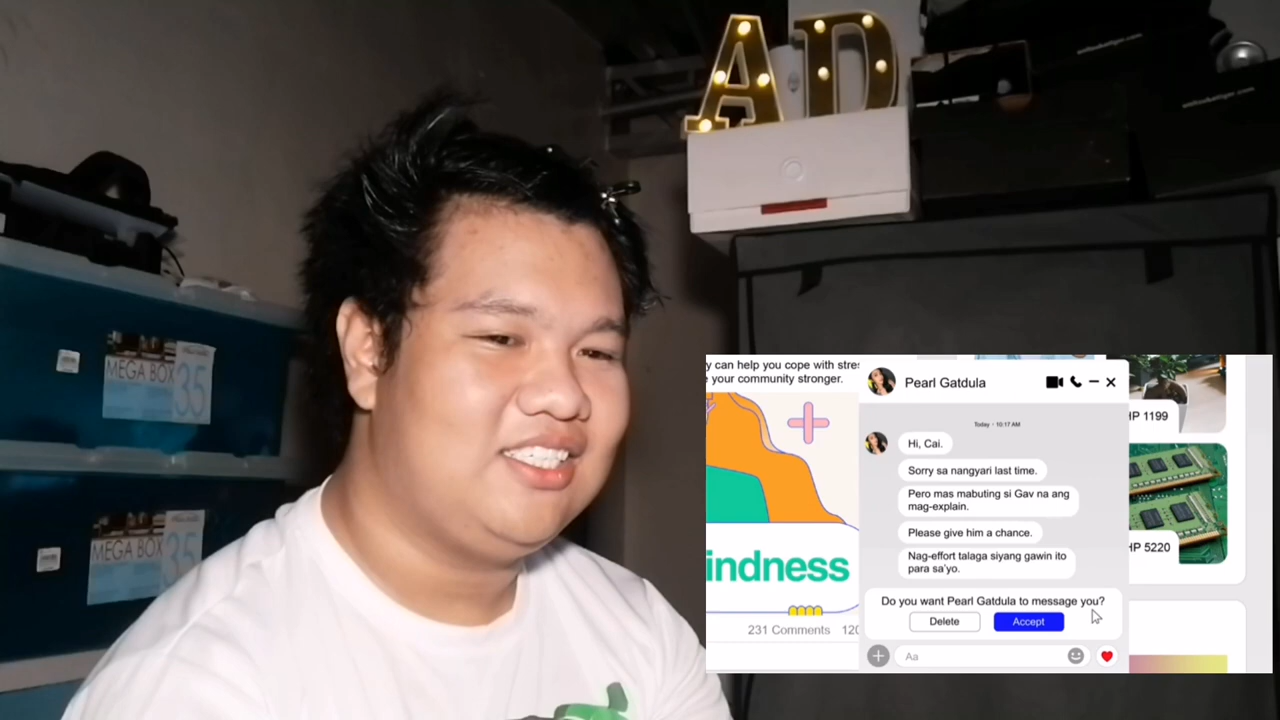 AD
MEGA BOX
35
MEGA BOX
35
y can help you cope with stre
your community stronger.
indness
231 Comments
Pearl Gatdula
Today · 10:17 AM
Hi, Cai.
Sorry sa nangyari last time.
Pero mas mabuting si Gav na ang
mag-explain.
Please give him a chance.
Nag-effort talaga siyang gawin ito
para sa'yo.
Do you want Pearl Gatdula to message you?
Delete
Accept
Aa
HP 1199
HP 5220